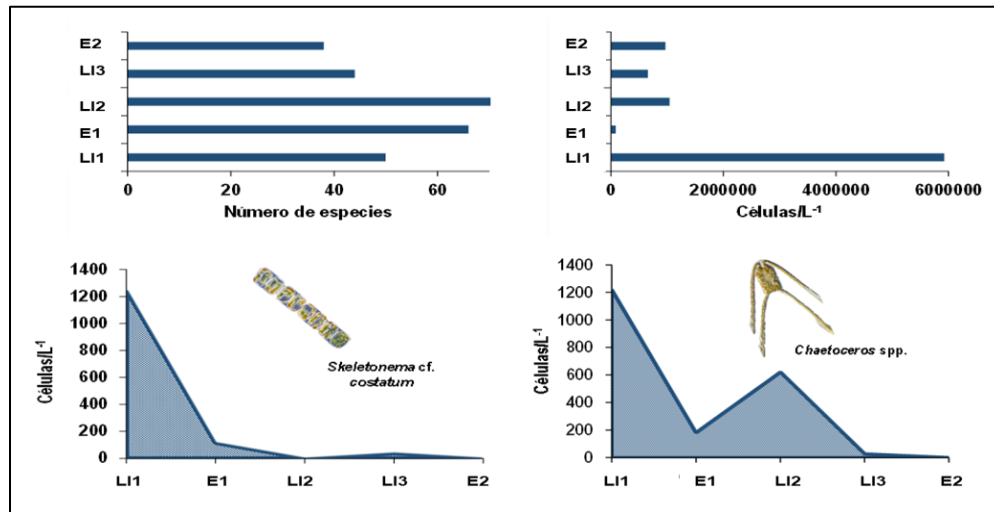 E2
LI3
LI2
E1
LI1
0 20 40 60
Número de especies
E2
LI3
LI2
E1
LI1
0 2000000 4000000 6000000
Células/L⁻¹
1400
1200
1000
800
600
400
200
0
Células/L⁻¹
Skeletonema cf.
costatum
LI1 E1 LI2 LI3 E2
1400
1200
1000
800
600
400
200
0
Células/L⁻¹
Chaetoceros spp.
LI1 E1 LI2 LI3 E2